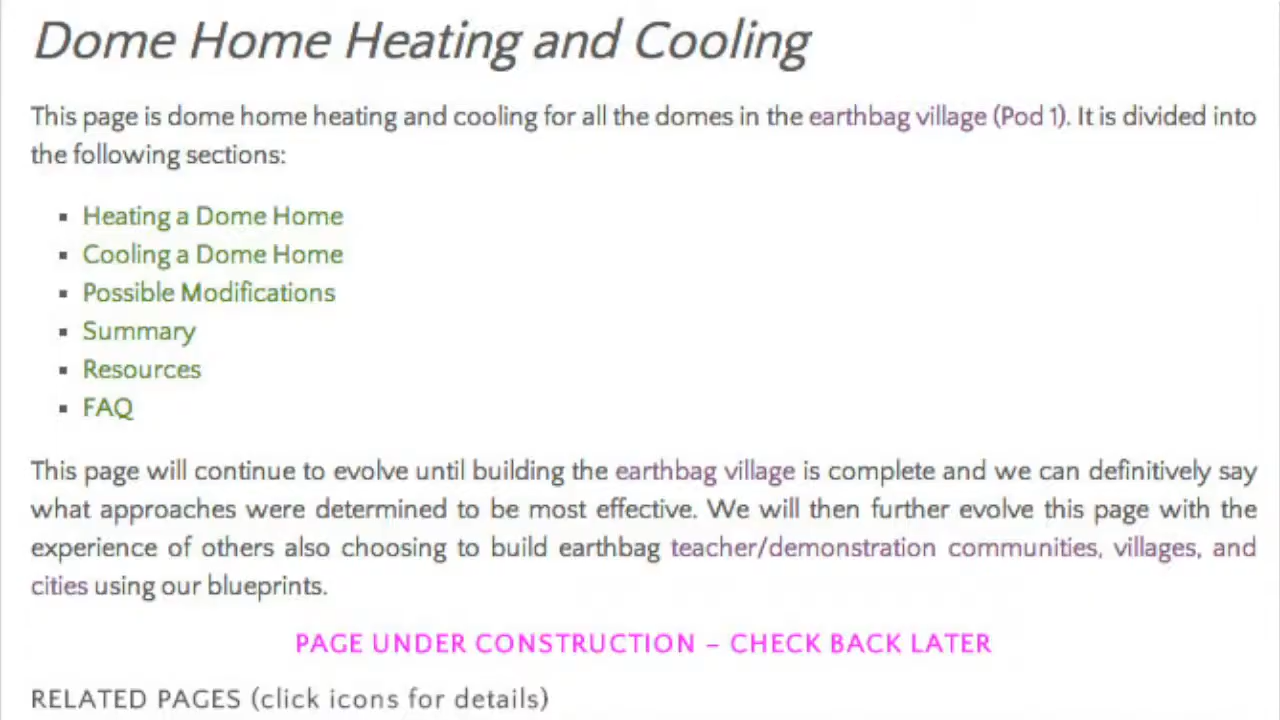 Dome Home Heating and Cooling
This page is dome home heating and cooling for all the domes in the earthbag village (Pod 1). It is divided into
the following sections:
Heating a Dome Home
Cooling a Dome Home
Possible Modifications
Summary
Resources
FAQ
This page will continue to evolve until building the earthbag village is complete and we can definitively say
what approaches were determined to be most effective. We will then further evolve this page with the
experience of others also choosing to build earthbag teacher/demonstration communities, villages, and
cities using our blueprints.
PAGE UNDER CONSTRUCTION – CHECK BACK LATER
RELATED PAGES (click icons for details)